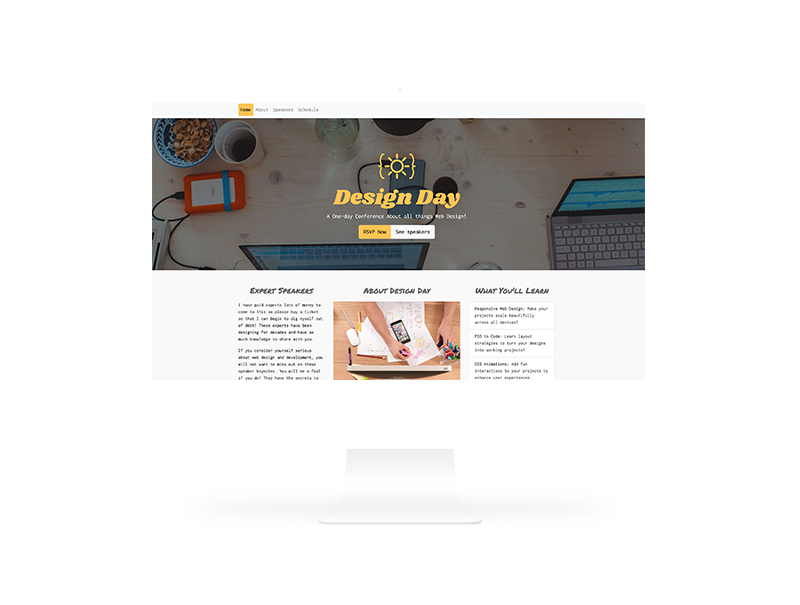 Home About Speakers Schedule
Design Day
A One-day Conference About all things Web Design!
RSVP Now See speakers
Expert Speakers
I have paid experts lots of money to
come to this so please buy a ticket
so that I can begin to dig myself out
of debt! These experts have been
designing for decades and have so
much knowledge to share with you.
If you consider yourself serious
about web design and development, you
will not want to miss out on these
speaker keynotes. You will be a fool
if you do! They have the secrets to
About Design Day
What You'll Learn
Responsive Web Design: Make your
projects scale beautifully
across all devices!
PSD to Code: Learn layout
strategies to turn your designs
into working projects!
CSS Animations: Add fun
interactions to your projects to
enhance user experiences.